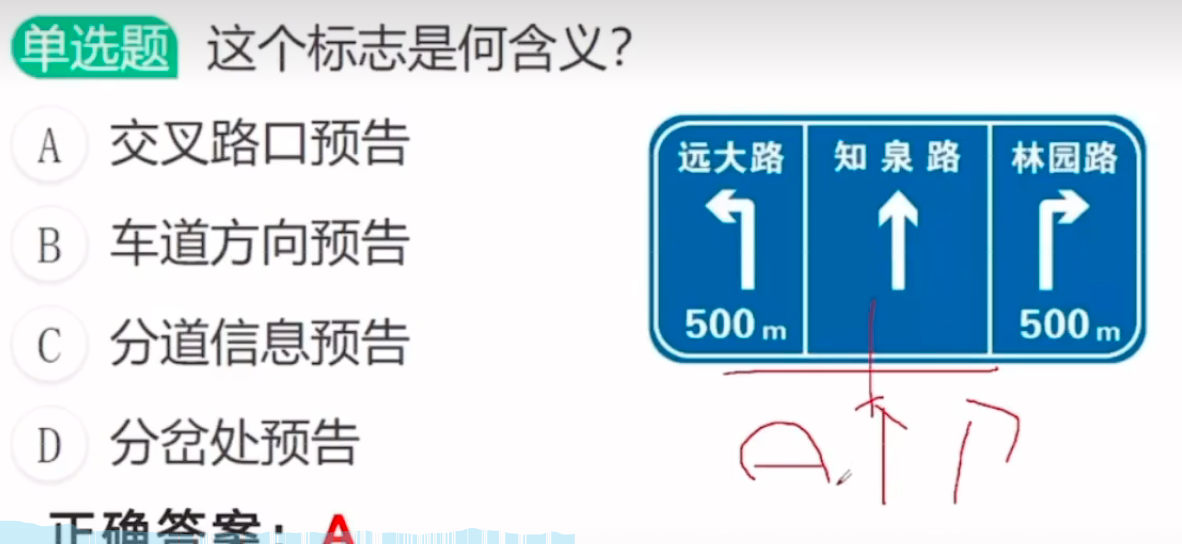 单选题 这个标志是何含义?
A 交叉路口预告
B 车道方向预告
C 分道信息预告
D 分岔处预告
正确答案: A
远大路 知泉路 林园路
500m 500m